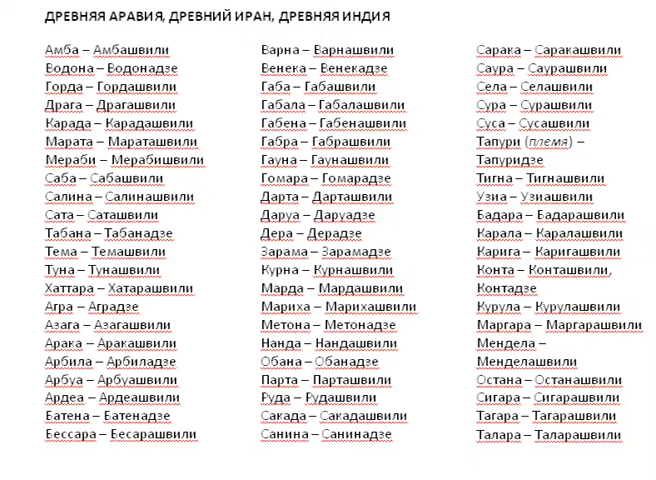 ДРЕВНЯЯ АРАВИЯ, ДРЕВНИЙ ИРАН, ДРЕВНЯЯ ИНДИЯ
Амба – Амбашвили
Водона – Водонадзе
Горда – Гордашвили
Драга – Драгашвили
Карада – Карадашвили
Марата – Мараташвили
Мераби – Мерабишвили
Саба – Сабашвили
Салина – Салинашвили
Сата – Саташвили
Табана – Табанадзе
Тема – Темашвили
Туна – Тунашвили
Хаттара – Хатарашвили
Агра – Аградзе
Азага – Азагашвили
Арака – Аракашвили
Арбила – Арбиладзе
Арбуа – Арбуашвили
Ардеа – Ардеашвили
Батена – Батенадзе
Бессара – Бесарашвили
Варна – Варнашвили
Венека – Венекадзе
Габа – Габашвили
Габала – Габалашвили
Габена – Габенашвили
Габра – Габрашвили
Гауна – Гаунашвили
Гомара – Гомарадзе
Дарта – Дарташвили
Даруа – Даруадзе
Дера – Дерадзе
Зарама – Зарамадзе
Курна – Курнашвили
Марда – Мардашвили
Мариха – Марихашвили
Метона – Метонадзе
Нанда – Нандашвили
Обана – Обанадзе
Парта – Парташвили
Руда – Рудашвили
Сакада – Сакадашвили
Санина – Санинадзе
Сарака – Саракашвили
Саура – Саурашвили
Села – Селашвили
Сура – Сурашвили
Суса – Сусашвили
Тапури (племя) –
Тапуридзе
Тигна – Тигнашвили
Узиа – Узиашвили
Бадара – Бадарашвили
Карала – Каралашвили
Карига – Каригашвили
Конта – Конташвили,
Контадзе
Курула – Курулашвили
Маргара – Маргарашвили
Мендела –
Менделашвили
Остана – Останашвили
Сигара – Сигарашвили
Тагара – Тагарашвили
Талара – Таларашвили